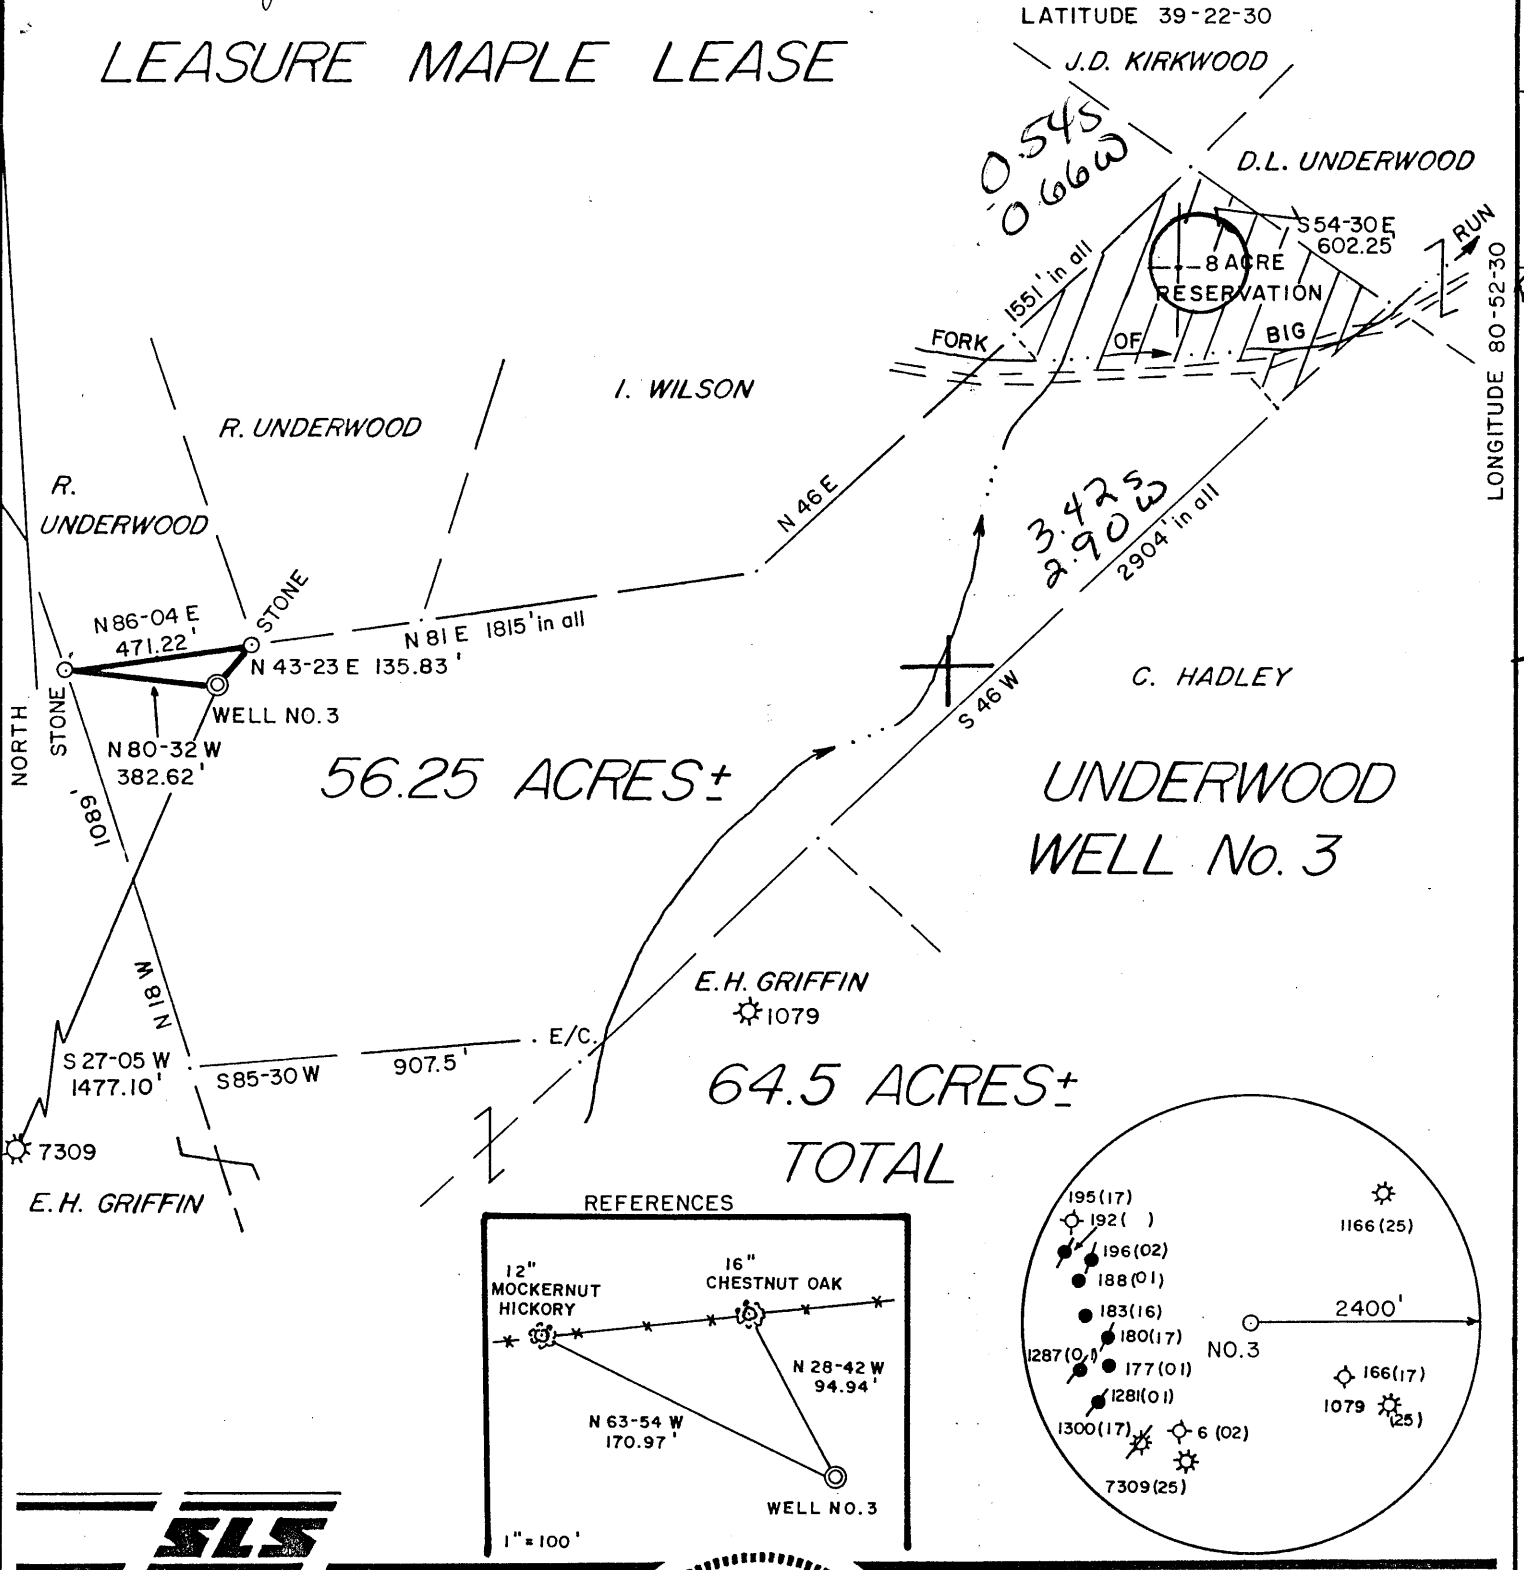 LATITUDE 39-22-30
LEASURE MAPLE LEASE
J.D. KIRKWOOD
0.54S
0.66W
D.L. UNDERWOOD
S54-30E
602.25'
RUN
LONGITUDE 80-52-30
1551' in all
8 ACRE
RESERVATION
FORK OF BIG
I. WILSON
R. UNDERWOOD
R.
UNDERWOOD
N 46 E
3.42 S
2.90 W
2904' in all
STONE
N 86-04 E
471.22'
N 81 E 1815' in all
N 43-23 E 135.83'
C. HADLEY
S 46 W
STONE
NORTH
WELL NO.3
N 80-32 W
382.62'
56.25 ACRES±
UNDERWOOD
WELL No. 3
1089'
N 18 W
E.H. GRIFFIN
1079
E/C.
S 27-05 W
1477.10'
S85-30 W
907.5'
64.5 ACRES±
TOTAL
7309
E.H. GRIFFIN
REFERENCES
12"
MOCKERNUT
HICKORY
16"
CHESTNUT OAK
N 28-42 W
94.94'
N 63-54 W
170.97'
WELL NO.3
1" = 100'
195(17)
192( )
196(02)
188(01)
183(16)
180(17)
1287(01)
177(01)
1281(01)
1300(17)
6 (02)
7309(25)
1166(25)
2400'
NO.3
166(17)
1079
(25)
SLS